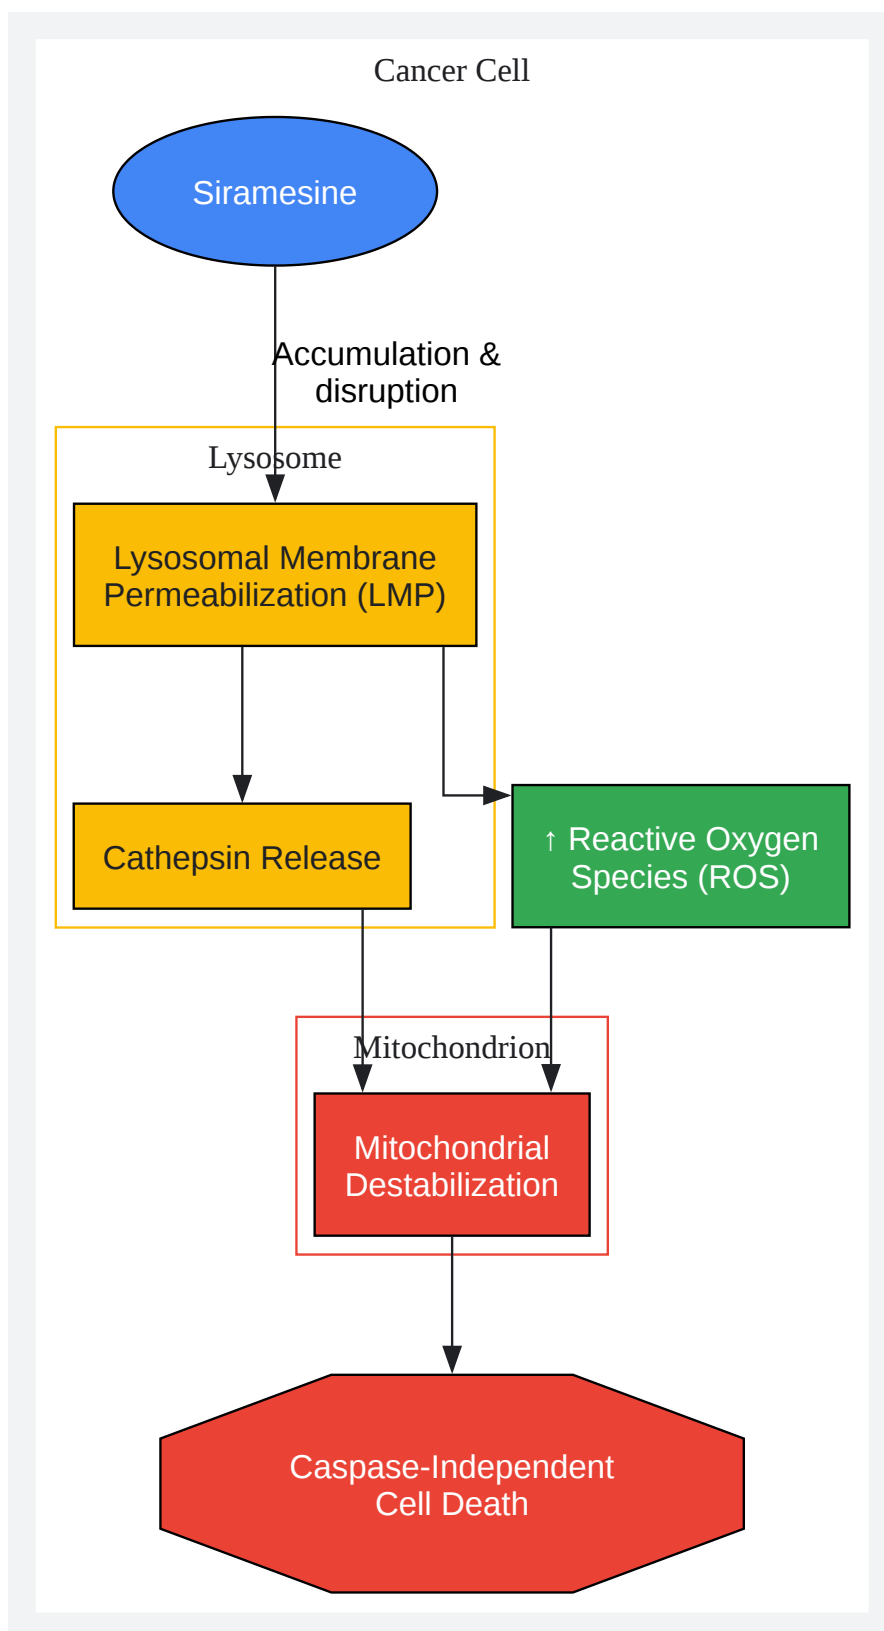 Cancer Cell
Siramesine
Accumulation &
disruption
Lysosome
Lysosomal Membrane
Permeabilization (LMP)
Cathepsin Release
↑ Reactive Oxygen
Species (ROS)
Mitochondrion
Mitochondrial
Destabilization
Caspase-Independent
Cell Death